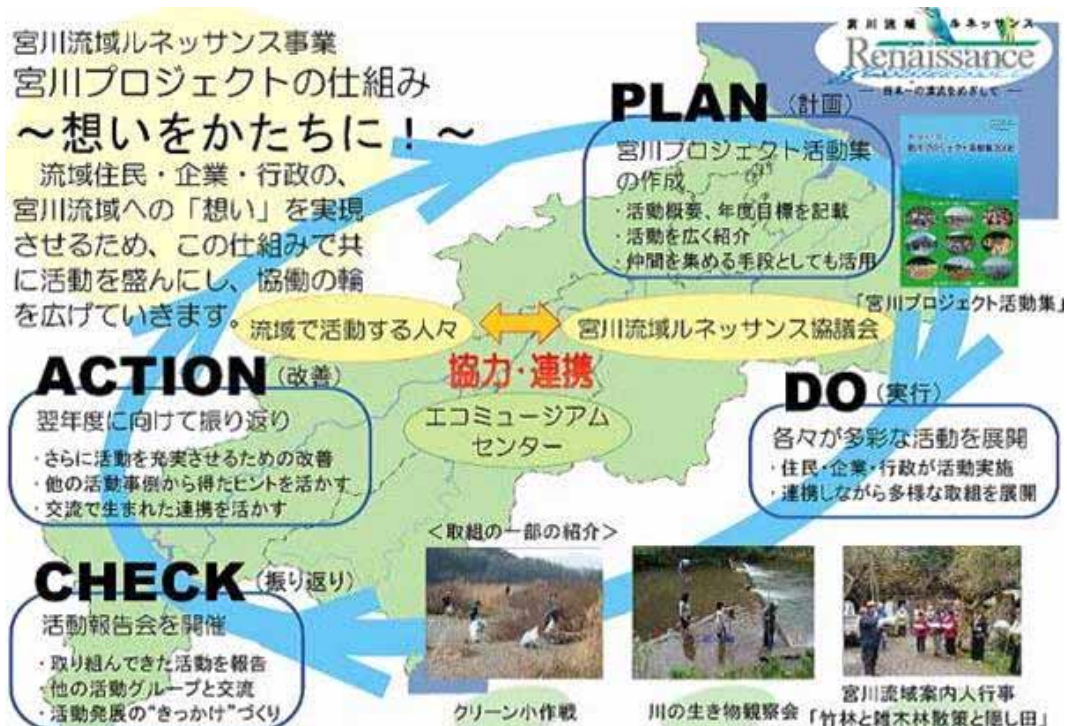 宮川流域ルネッサンス事業
宮川プロジェクトの仕組み
～想いをかたちに！～
流域住民・企業・行政の、
宮川流域への「想い」を実現
させるため、この仕組みで共
に活動を盛んにし、協働の輪
を広げていきます。
宮川流域ルネッサンス
Renaissance
日本一の清流をめざして
PLAN（計画）
宮川プロジェクト活動集
の作成
・活動概要、年度目標を記載
・活動を広く紹介
・仲間を集める手段としても活用
「宮川プロジェクト活動集」
流域で活動する人々
宮川流域ルネッサンス協議会
協力・連携
エコミュージアム
センター
DO（実行）
各々が多彩な活動を展開
・住民・企業・行政が活動実施
・連携しながら多様な取組を展開
ACTION（改善）
翌年度に向けて振り返り
・さらに活動を充実させるための改善
・他の活動事例から得たヒントを活かす
・交流で生まれた連携を活かす
CHECK（振り返り）
活動報告会を開催
・取り組んできた活動を報告
・他の活動グループと交流
・活動発展の“きっかけ”づくり
＜取組の一部の紹介＞
クリーン小作戦
川の生き物観察会
宮川流域案内人行事
「竹林と雑木林散策と隠し田」